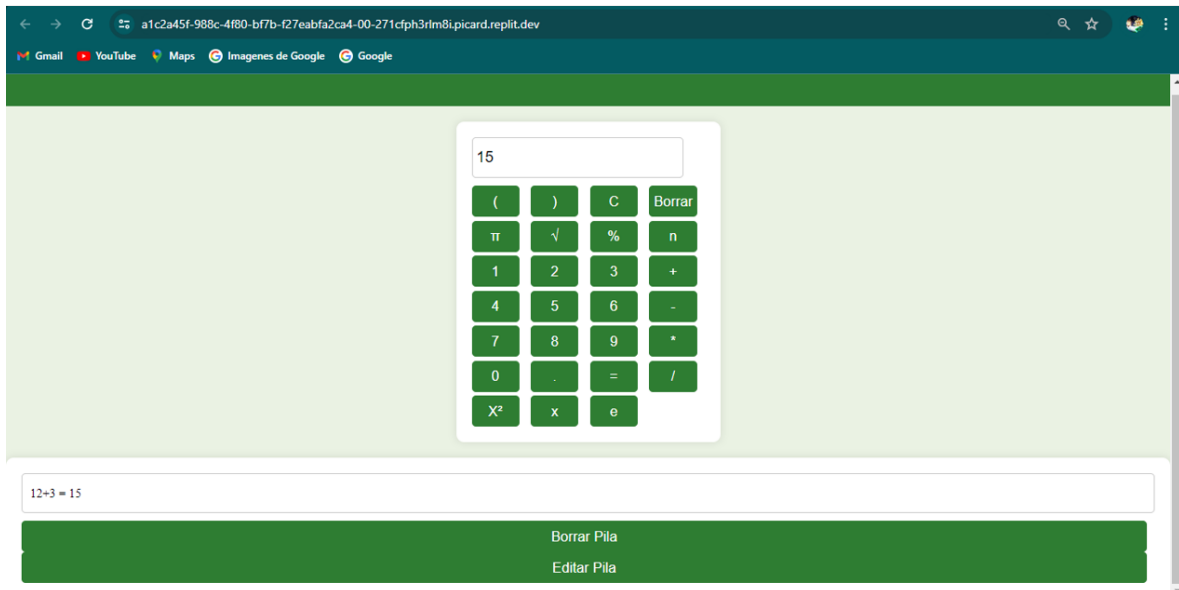 a1c2a45f-988c-4f80-bf7b-f27eabfa2ca4-00-271cfph3rlm8i.picard.replit.dev
Gmail YouTube Maps Imagenes de Google Google
15
( ) C Borrar
π √ % n
1 2 3 +
4 5 6 -
7 8 9 *
0 . = /
X² x e
12+3 = 15
Borrar Pila
Editar Pila